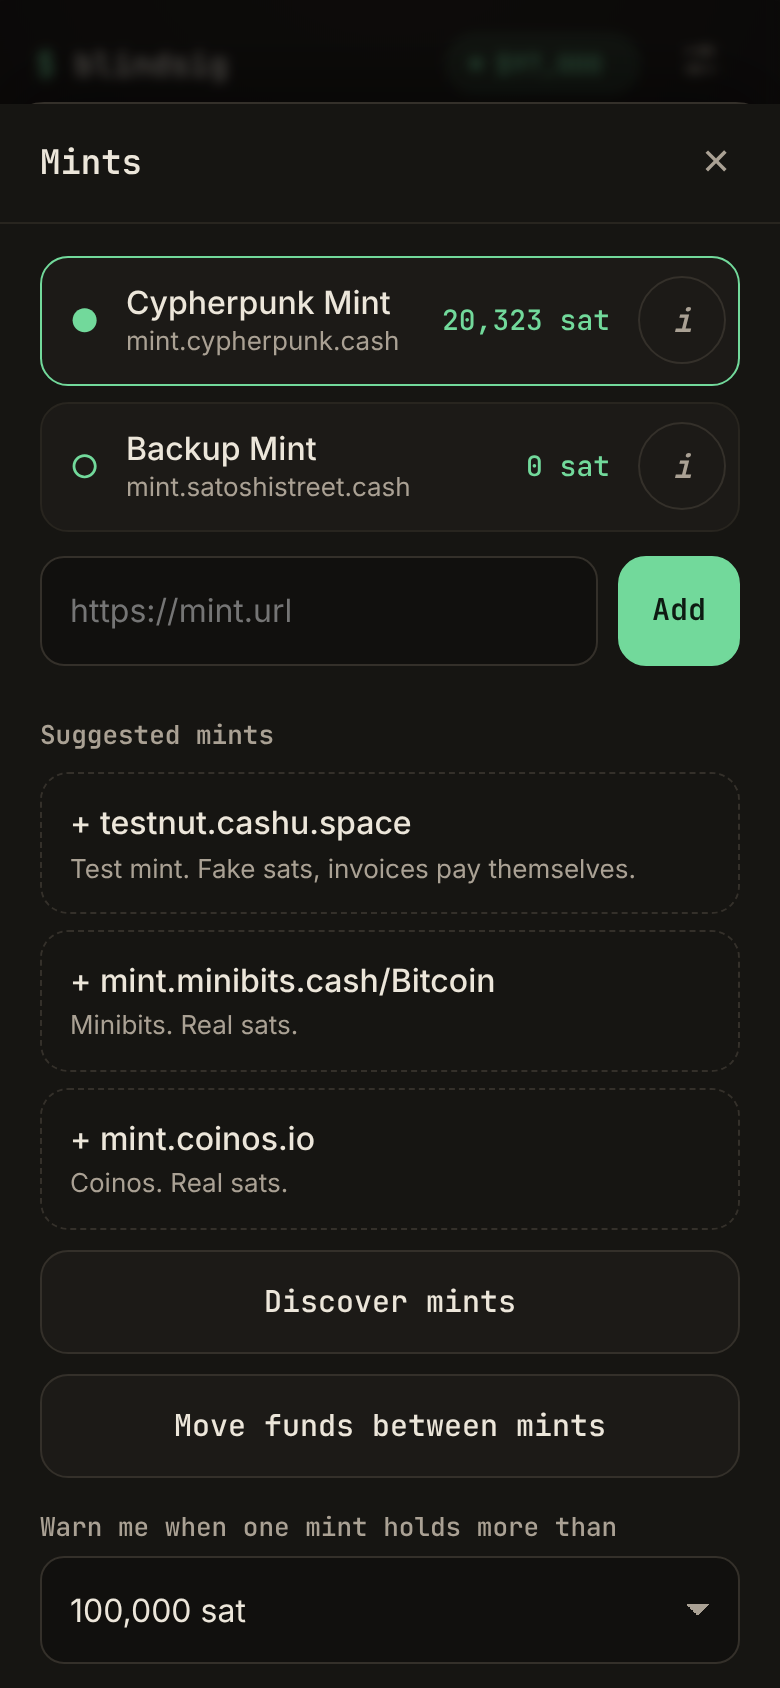 $ blindsig
Mints
Cypherpunk Mint
mint.cypherpunk.cash
20,323 sat
i
Backup Mint
mint.satoshistreet.cash
0 sat
i
https://mint.url
Add
Suggested mints
+ testnut.cashu.space
Test mint. Fake sats, invoices pay themselves.
+ mint.minibits.cash/Bitcoin
Minibits. Real sats.
+ mint.coinos.io
Coinos. Real sats.
Discover mints
Move funds between mints
Warn me when one mint holds more than
100,000 sat